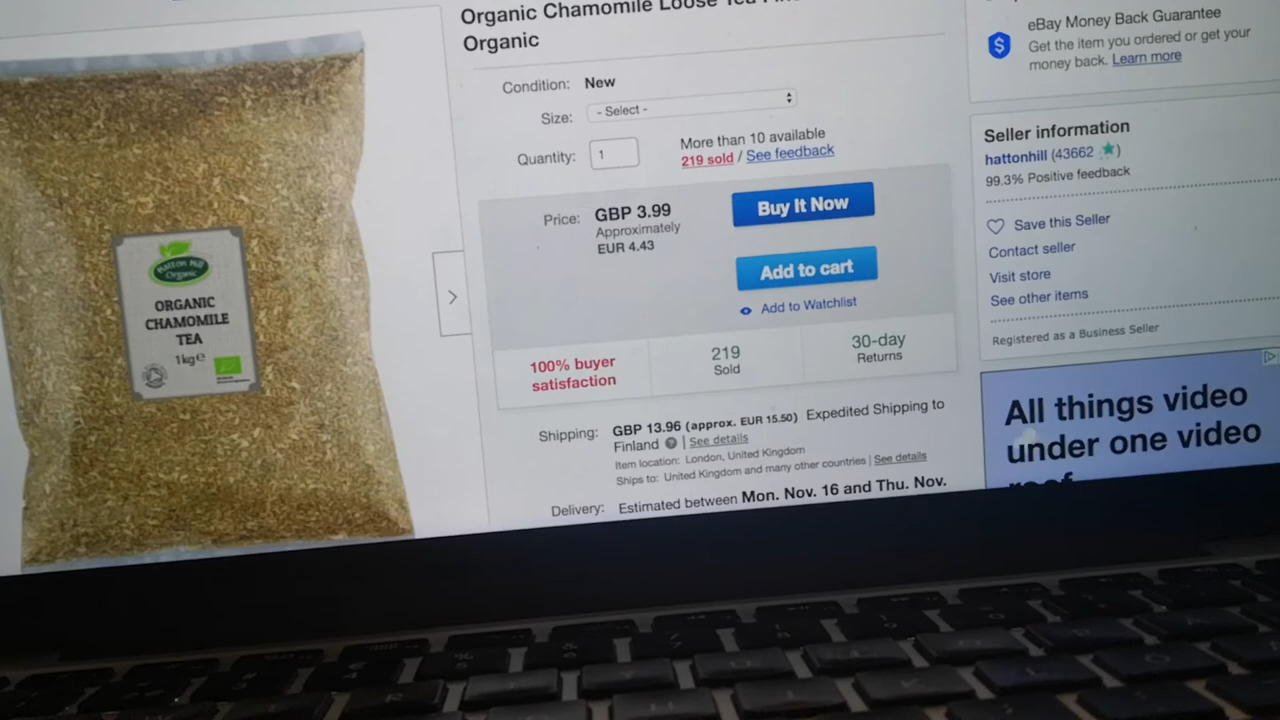 Organic Chamomile Loose Tea
Organic
Condition: New
Size: - Select -
Quantity: 1
More than 10 available
219 sold / See feedback
Price: GBP 3.99
Approximately
EUR 4.43
Buy It Now
Add to cart
Add to Watchlist
100% buyer
satisfaction
219
Sold
30-day
Returns
Shipping: GBP 13.96 (approx. EUR 15.50) Expedited Shipping to
Finland | See details
Item location: London, United Kingdom
Ships to: United Kingdom and many other countries | See details
Delivery: Estimated between Mon. Nov. 16 and Thu. Nov.
eBay Money Back Guarantee
Get the item you ordered or get your
money back. Learn more
Seller information
hattonhill (43662)
99.3% Positive feedback
Save this Seller
Contact seller
Visit store
See other items
Registered as a Business Seller
All things video
under one video
roof
Hatton Hill
Organic
ORGANIC
CHAMOMILE
TEA
1kg e